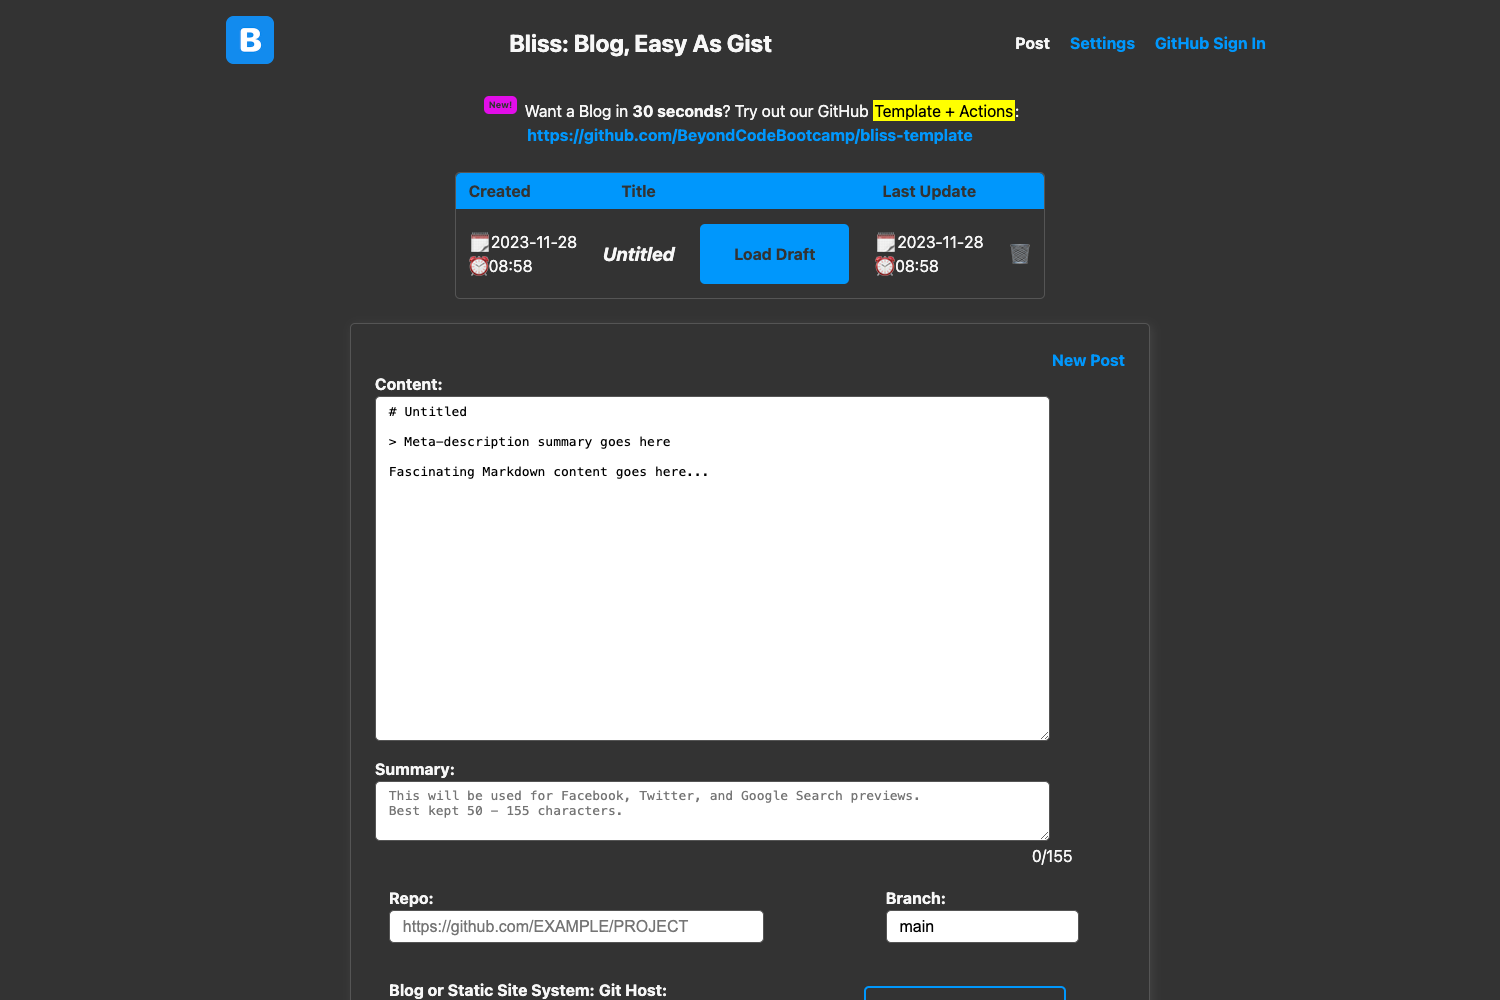 B
Bliss: Blog, Easy As Gist
Post Settings GitHub Sign In
New! Want a Blog in 30 seconds? Try out our GitHub Template + Actions:
https://github.com/BeyondCodeBootcamp/bliss-template
Created Title Last Update
2023-11-28
08:58
Untitled
Load Draft
2023-11-28
08:58
New Post
Content:
# Untitled
> Meta-description summary goes here
Fascinating Markdown content goes here...
Summary:
This will be used for Facebook, Twitter, and Google Search previews.
Best kept 50 - 155 characters.
0/155
Repo: Branch:
https://github.com/EXAMPLE/PROJECT main
Blog or Static Site System: Git Host: